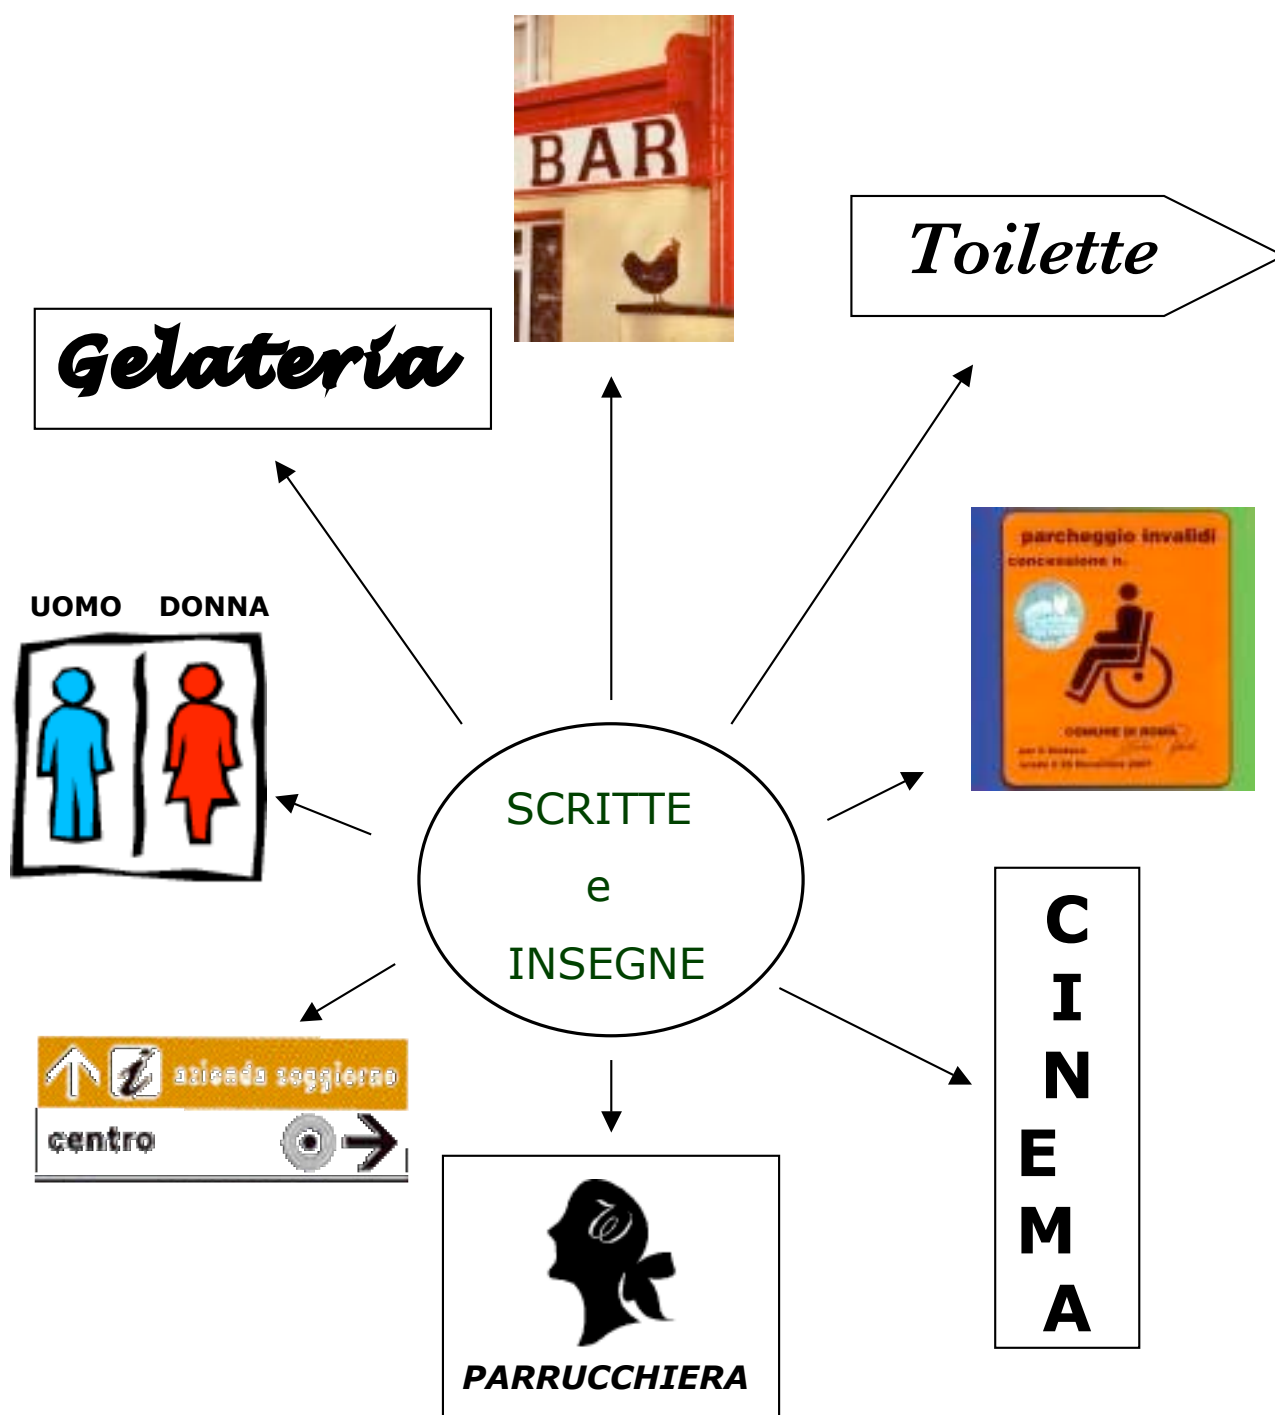 BAR
Toilette
Gelateria
parcheggio invalidi
concessione n.
COMUNE DI ROMA
UOMO DONNA
SCRITTE
e
INSEGNE
C
I
N
E
M
A
i azienda soggiorno
centro
W
PARRUCCHIERA